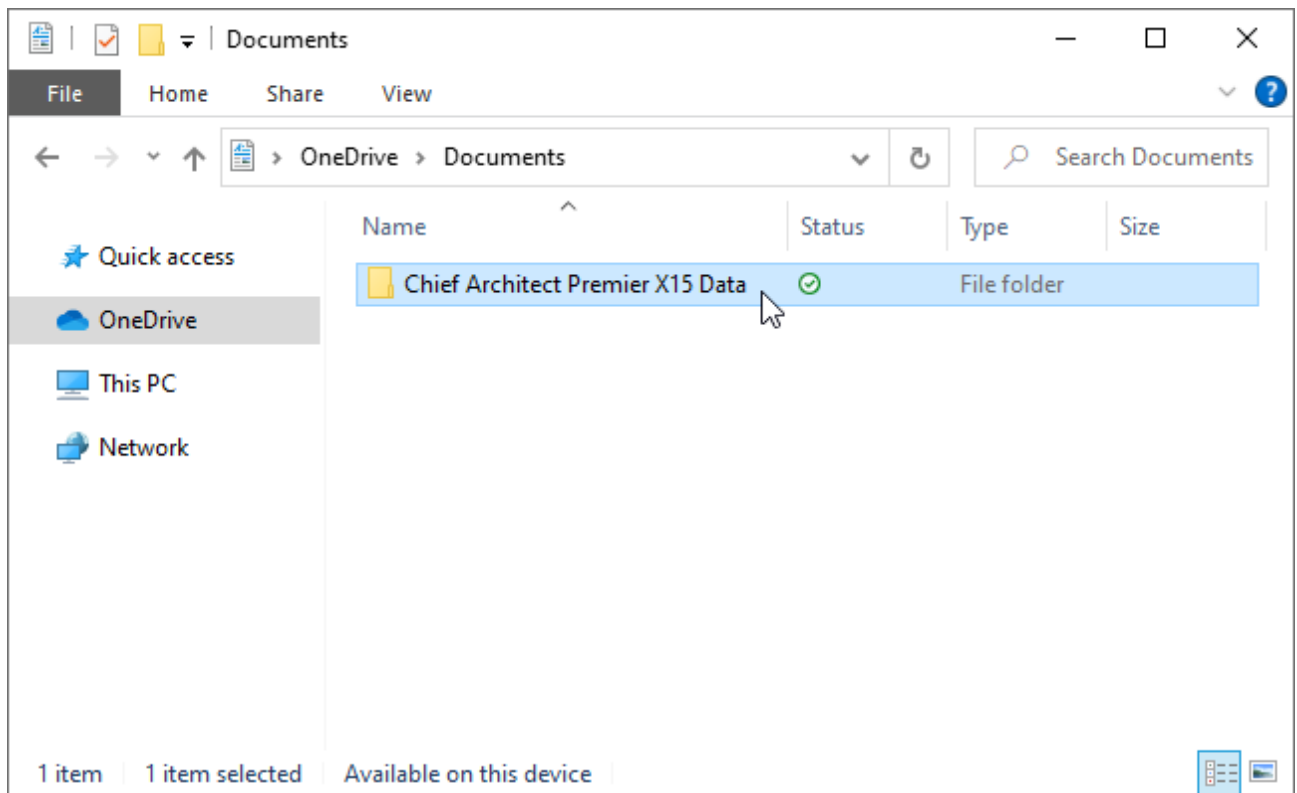 Documents
File Home Share View
OneDrive > Documents Search Documents
Name Status Type Size
Quick access
Chief Architect Premier X15 Data File folder
OneDrive
This PC
Network
1 item 1 item selected Available on this device